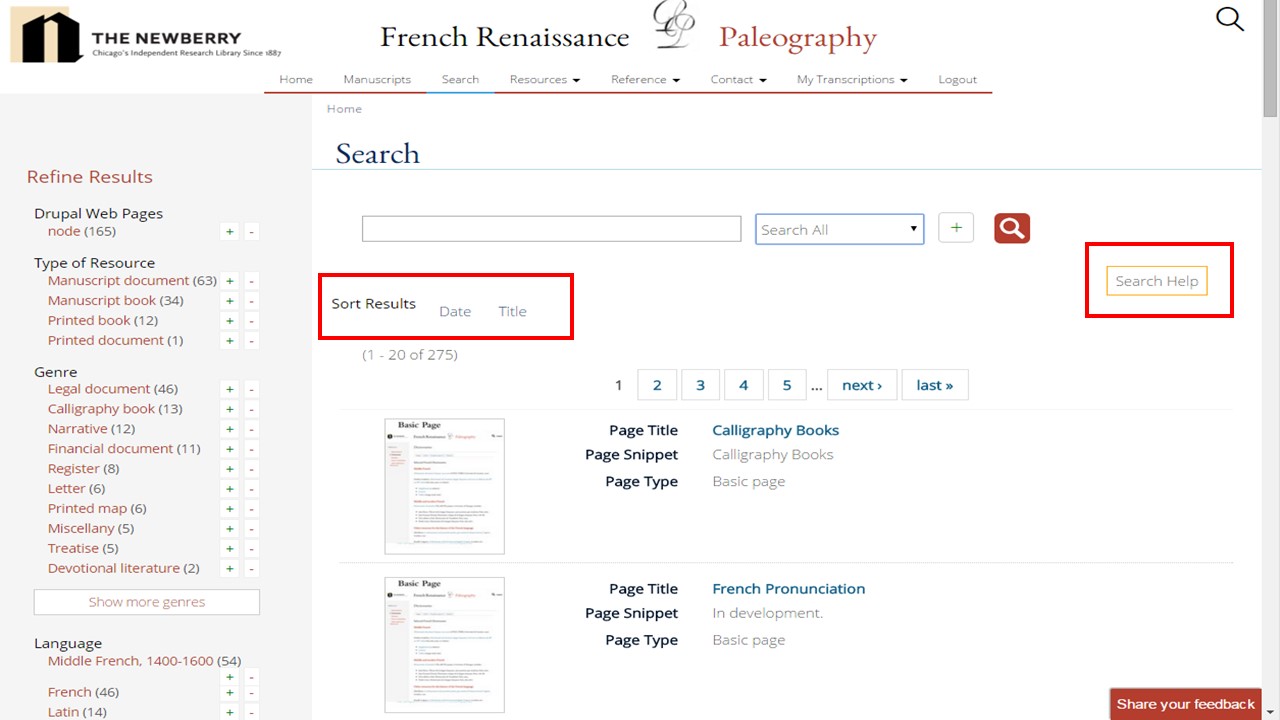 THE NEWBERRY
Chicago's Independent Research Library Since 1887
French Renaissance Paleography
Home Manuscripts Search Resources Reference Contact My Transcriptions Logout
Home
Search
Refine Results
Drupal Web Pages
node (165) + -
Type of Resource
Manuscript document (63) + -
Manuscript book (34) + -
Printed book (12) + -
Printed document (1) + -
Genre
Legal document (46) + -
Calligraphy book (13) + -
Narrative (12) + -
Financial document (11) + -
Register (8) + -
Letter (6) + -
Printed map (6) + -
Miscellany (5) + -
Treatise (5) + -
Devotional literature (2) + -
Show more genres
Language
Middle French, 1400-1600 (54) + -
French (46) + -
Latin (14) + -
Search All +
Search Help
Sort Results Date Title
(1 - 20 of 275)
1 2 3 4 5 ... next › last »
Basic Page
Page Title Calligraphy Books
Page Snippet Calligraphy Books
Page Type Basic page
Basic Page
Page Title French Pronunciation
Page Snippet In development.
Page Type Basic page
Share your feedback